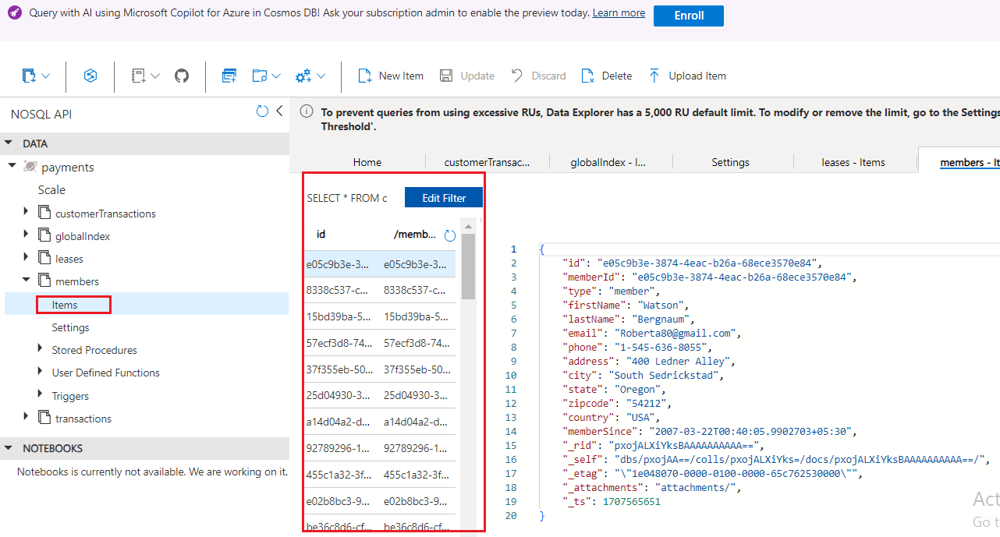 Query with AI using Microsoft Copilot for Azure in Cosmos DB! Ask your subscription admin to enable the preview today. Learn more Enroll
New Item Update Discard Delete Upload Item
NOSQL API
DATA
payments
Scale
customerTransactions
globalIndex
leases
members
Items
Settings
Stored Procedures
User Defined Functions
Triggers
transactions
NOTEBOOKS
Notebooks is currently not available. We are working on it.
To prevent queries from using excessive RUs, Data Explorer has a 5,000 RU default limit. To modify or remove the limit, go to the Settings
Threshold'.
Home customerTransac... globalIndex - I... Settings leases - Items members - It
SELECT * FROM c Edit Filter
id /memb...
e05c9b3e-3... e05c9b3e-3...
8338c537-c... 8338c537-c...
15bd39ba-5... 15bd39ba-5...
57ecf3d8-74... 57ecf3d8-74...
37f355eb-50... 37f355eb-50...
25d04930-3... 25d04930-3...
a14d04a2-d... a14d04a2-d...
92789296-1... 92789296-1...
455c1a32-3f... 455c1a32-3f...
e02b8bc3-9... e02b8bc3-9...
be36c8d6-cf... be36c8d6-cf...
1 {
2 "id": "e05c9b3e-3874-4eac-b26a-68ece3570e84",
3 "memberId": "e05c9b3e-3874-4eac-b26a-68ece3570e84",
4 "type": "member",
5 "firstName": "Watson",
6 "lastName": "Bergnaum",
7 "email": "Roberta80@gmail.com",
8 "phone": "1-545-636-8055",
9 "address": "400 Ledner Alley",
10 "city": "South Sedrickstad",
11 "state": "Oregon",
12 "zipcode": "54212",
13 "country": "USA",
14 "memberSince": "2007-03-22T00:40:05.9902703+05:30",
15 "_rid": "pxojALXiYksBAAAAAAAAAA==",
16 "_self": "dbs/pxojAA==/colls/pxojALXiYks=/docs/pxojALXiYksBAAAAAAAAAA==/",
17 "_etag": "\"1e048070-0000-0100-0000-65c762530000\"",
18 "_attachments": "attachments/",
19 "_ts": 1707565651
20 }
Act
Go t